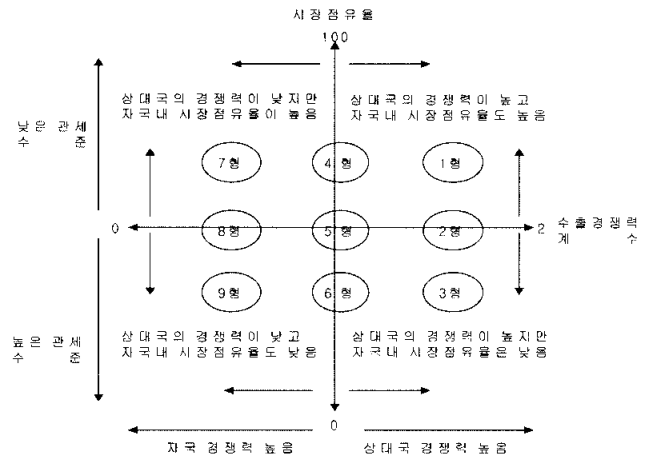 시장점유율
100
상대국의 경쟁력이 낮지만
자국내 시장점유율이 높음
상대국의 경쟁력이 높고
자국내 시장점유율도 높음
낮은 관세
수 준
7형
4형
1형
0
8형
5형
2형
2
수출경쟁력
계 수
9형
6형
3형
높은 관세
수 준
상대국의 경쟁력이 낮고
자국내 시장점유율도 낮음
상대국의 경쟁력이 높지만
자국내 시장점유율은 낮음
0
자국 경쟁력 높음
상대국 경쟁력 높음